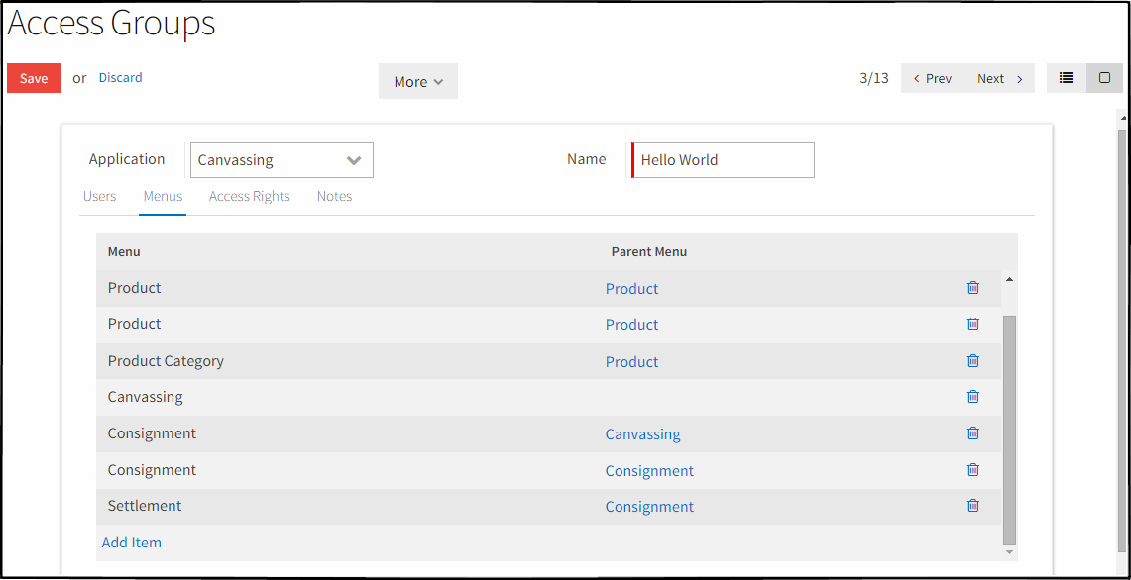 Access Groups
Save or Discard More 3/13 Prev Next
Application Canvassing Name Hello World
Users Menus Access Rights Notes
Menu Parent Menu
Product Product
Product Product
Product Category Product
Canvassing
Consignment Canvassing
Consignment Consignment
Settlement Consignment
Add Item